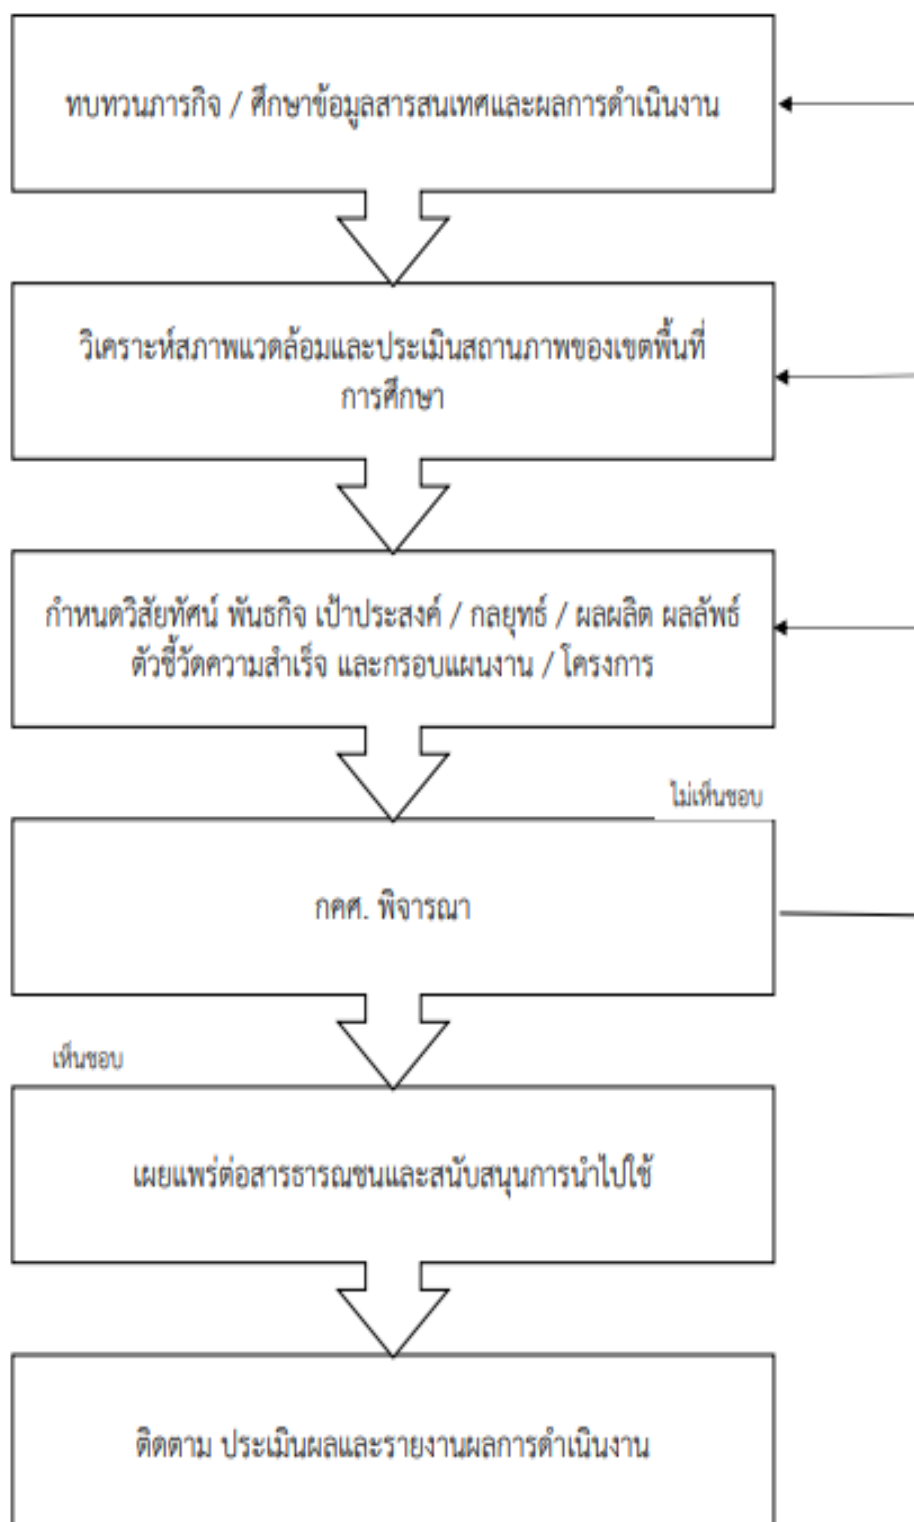 ทบทวนภารกิจ / ศึกษาข้อมูลสารสนเทศและผลการดำเนินงาน
วิเคราะห์สภาพแวดล้อมและประเมินสถานภาพของเขตพื้นที่
การศึกษา
กำหนดวิสัยทัศน์ พันธกิจ เป้าประสงค์ / กลยุทธ์ / ผลผลิต ผลลัพธ์
ตัวชี้วัดความสำเร็จ และกรอบแผนงาน / โครงการ
ไม่เห็นชอบ
กคศ. พิจารณา
เห็นชอบ
เผยแพร่ต่อสารธารณชนและสนับสนุนการนำไปใช้
ติดตาม ประเมินผลและรายงานผลการดำเนินงาน